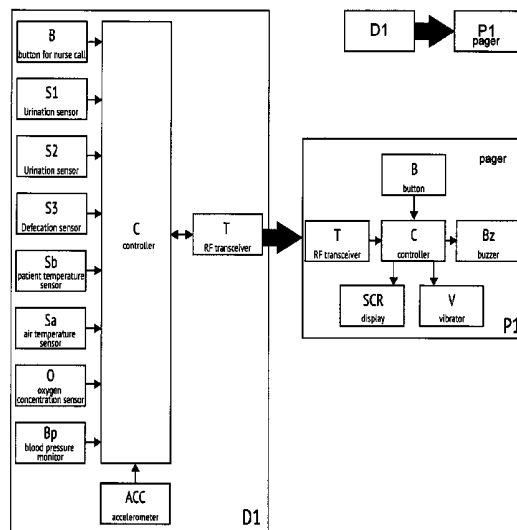 B
button for nurse call
S1
Urination sensor
S2
Urination sensor
S3
Defecation sensor
Sb
patient temperature
sensor
Sa
air temperature
sensor
O
oxygen
concentration sensor
Bp
blood pressure
monitor
C
controller
ACC
accelerometer
T
RF transceiver
D1
D1
P1
pager
pager
B
button
T
RF transceiver
C
controller
Bz
buzzer
SCR
display
V
vibrator
P1